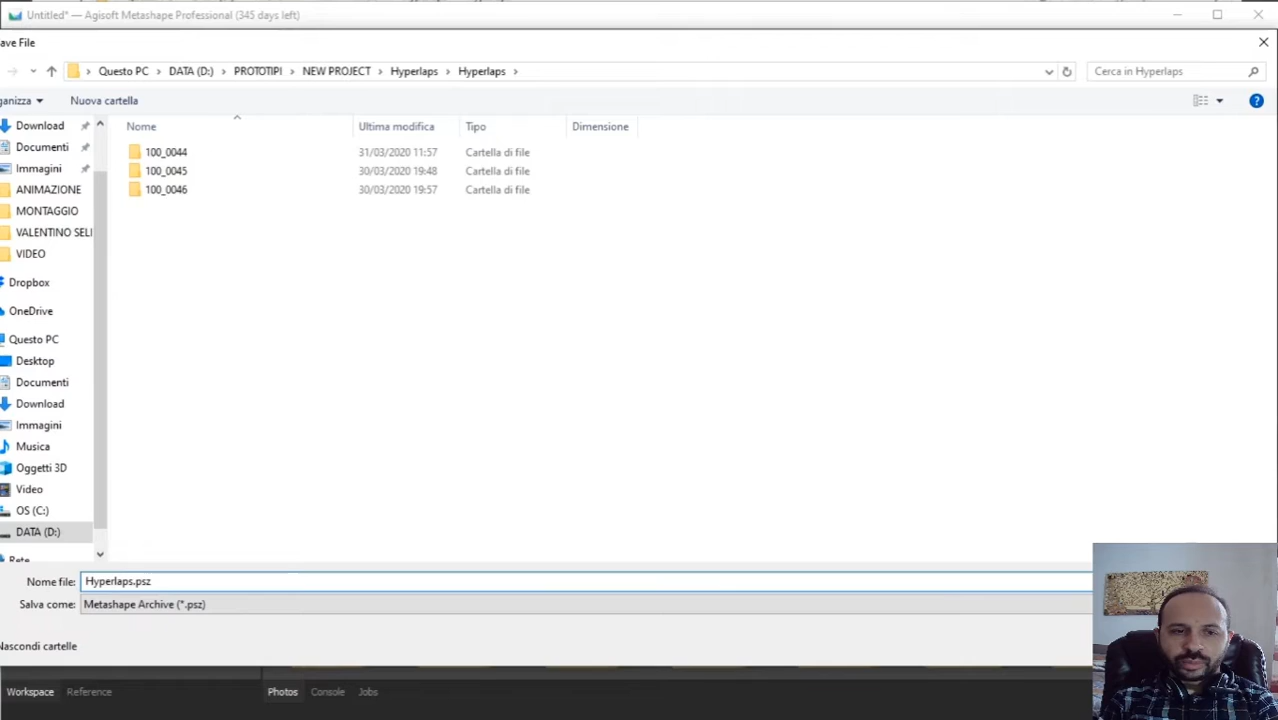 Untitled* — Agisoft Metashape Professional (345 days left)
ave File
Questo PC > DATA (D:) > PROTOTIPI > NEW PROJECT > Hyperlaps > Hyperlaps >
Cerca in Hyperlaps
ganizza
Nuova cartella
Nome
Ultima modifica
Tipo
Dimensione
100_0044 31/03/2020 11:57 Cartella di file
100_0045 30/03/2020 19:48 Cartella di file
100_0046 30/03/2020 19:57 Cartella di file
Download
Documenti
Immagini
ANIMAZIONE
MONTAGGIO
VALENTINO SELI
VIDEO
Dropbox
OneDrive
Questo PC
Desktop
Documenti
Download
Immagini
Musica
Oggetti 3D
Video
OS (C:)
DATA (D:)
Rete
Nome file: Hyperlaps.psz
Salva come: Metashape Archive (*.psz)
Nascondi cartelle
Workspace
Reference
Photos
Console
Jobs